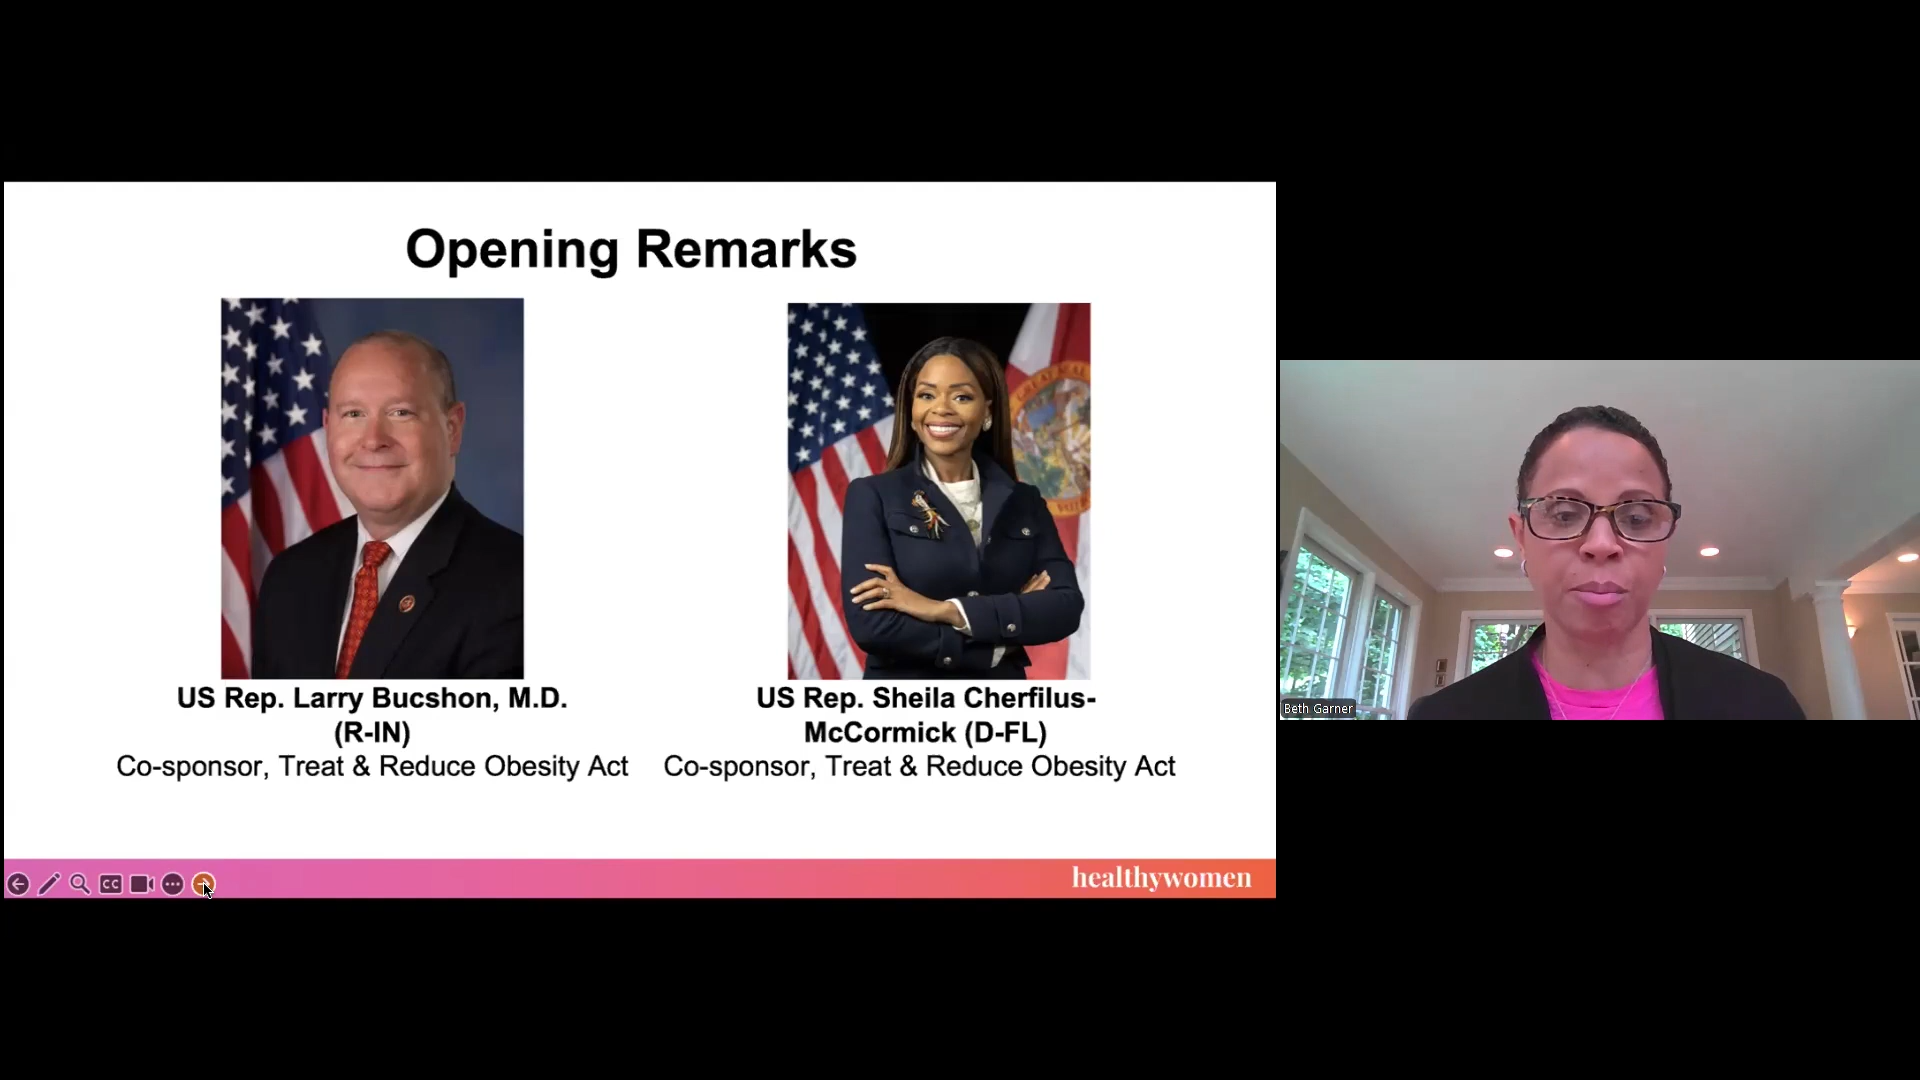 Opening Remarks
US Rep. Larry Bucshon, M.D.
(R-IN)
Co-sponsor, Treat & Reduce Obesity Act
US Rep. Sheila Cherfilus-
McCormick (D-FL)
Co-sponsor, Treat & Reduce Obesity Act
CC
healthywomen
Beth Garner